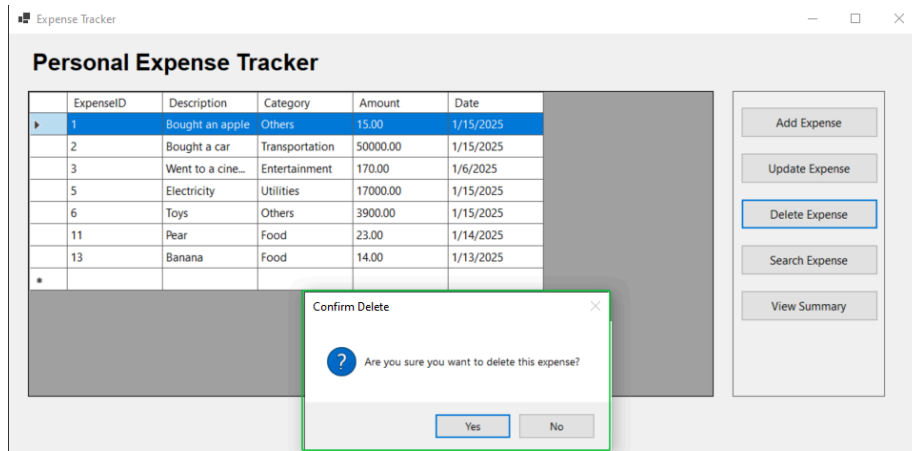 Expense Tracker
Personal Expense Tracker
ExpenseID Description Category Amount Date
1 Bought an apple Others 15.00 1/15/2025
2 Bought a car Transportation 50000.00 1/15/2025
3 Went to a cine... Entertainment 170.00 1/6/2025
5 Electricity Utilities 17000.00 1/15/2025
6 Toys Others 3900.00 1/15/2025
11 Pear Food 23.00 1/14/2025
13 Banana Food 14.00 1/13/2025
Add Expense
Update Expense
Delete Expense
Search Expense
View Summary
Confirm Delete
Are you sure you want to delete this expense?
Yes No